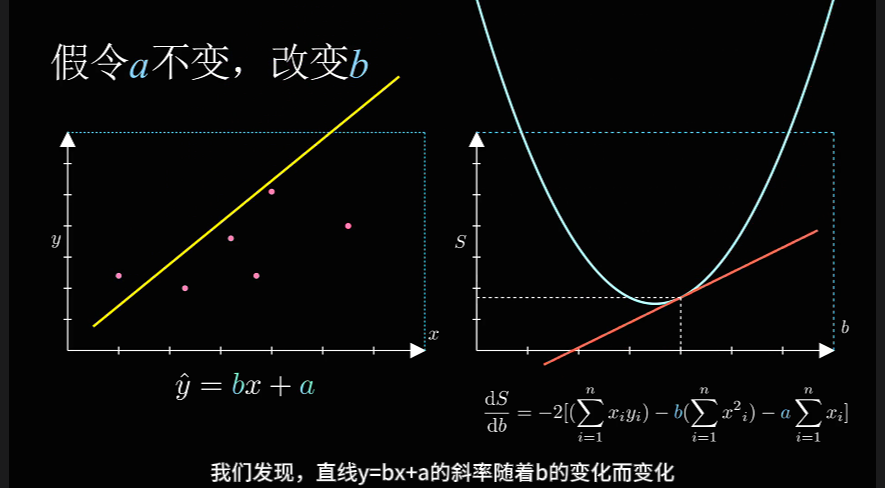 假令a不变，改变b
y
x
ŷ = bx + a
S
b
dS/db = −2[(∑_{i=1}^{n} x_i y_i) − b(∑_{i=1}^{n} x²_i) − a ∑_{i=1}^{n} x_i]
我们发现，直线y=bx+a的斜率随着b的变化而变化